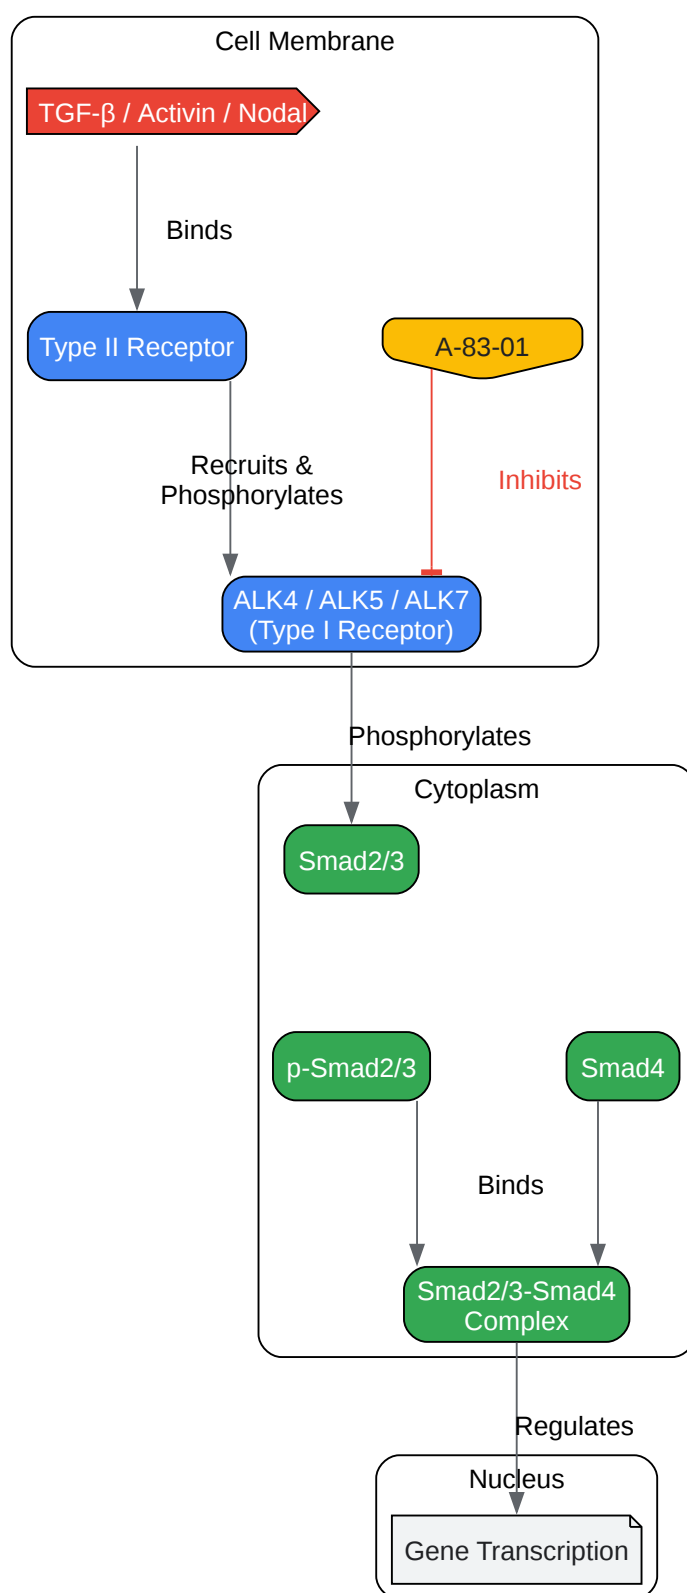 Cell Membrane
TGF-β / Activin / Nodal
Binds
Type II Receptor
A-83-01
Recruits &
Phosphorylates
Inhibits
ALK4 / ALK5 / ALK7
(Type I Receptor)
Phosphorylates
Cytoplasm
Smad2/3
p-Smad2/3
Smad4
Binds
Smad2/3-Smad4
Complex
Regulates
Nucleus
Gene Transcription